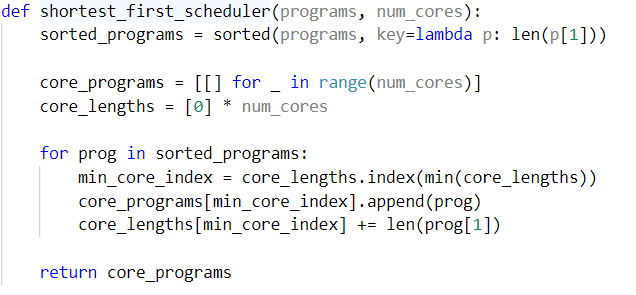 def shortest_first_scheduler(programs, num_cores):
    sorted_programs = sorted(programs, key=lambda p: len(p[1]))

    core_programs = [[] for _ in range(num_cores)]
    core_lengths = [0] * num_cores

    for prog in sorted_programs:
        min_core_index = core_lengths.index(min(core_lengths))
        core_programs[min_core_index].append(prog)
        core_lengths[min_core_index] += len(prog[1])

    return core_programs